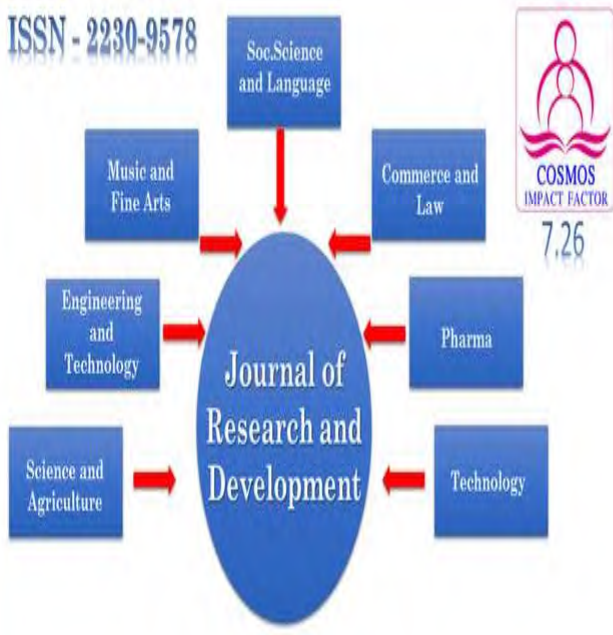 ISSN - 2230-9578
Soc.Science
and Language
Music and
Fine Arts
Commerce and
Law
COSMOS
IMPACT FACTOR
7.26
Engineering
and
Technology
Pharma
Journal of
Research and
Development
Science and
Agriculture
Technology